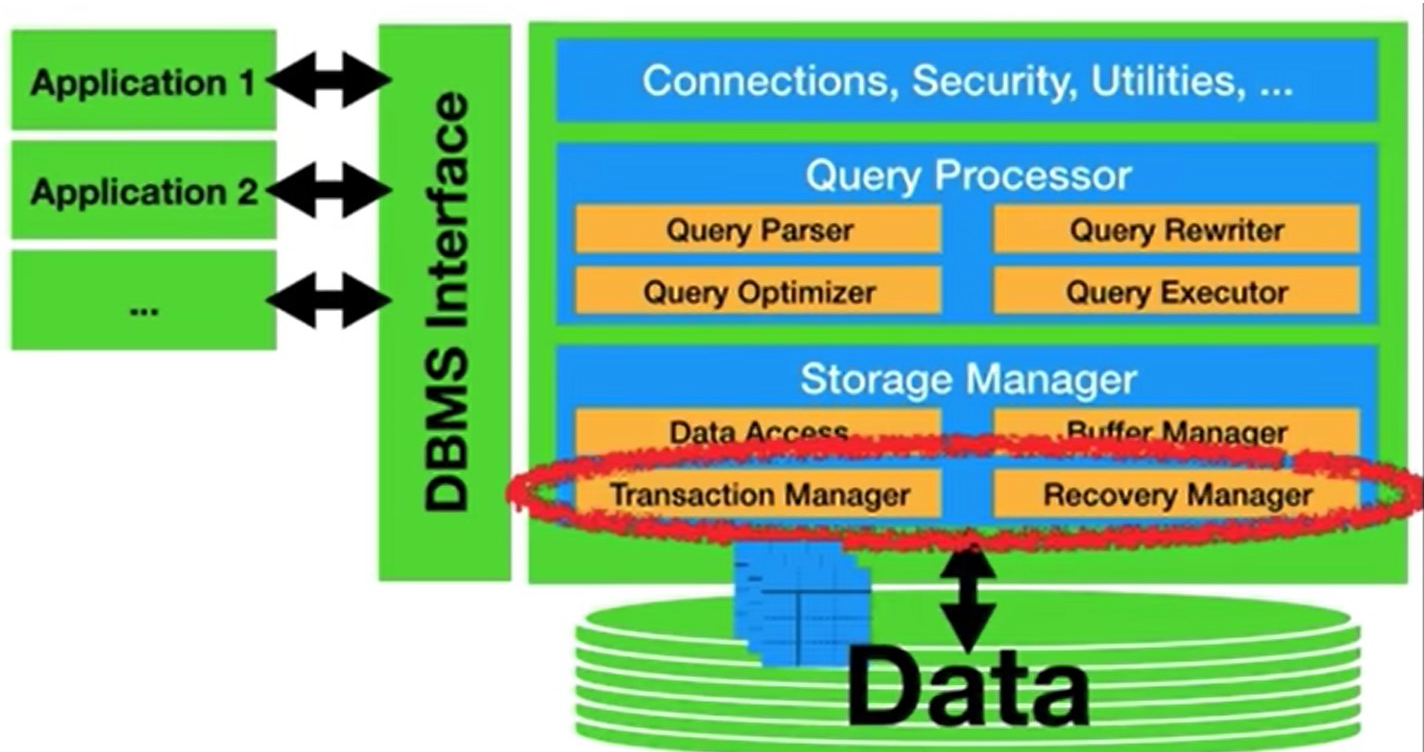 Application 1
Application 2
...
DBMS Interface
Connections, Security, Utilities, ...
Query Processor
Query Parser
Query Rewriter
Query Optimizer
Query Executor
Storage Manager
Data Access
Buffer Manager
Transaction Manager
Recovery Manager
Data